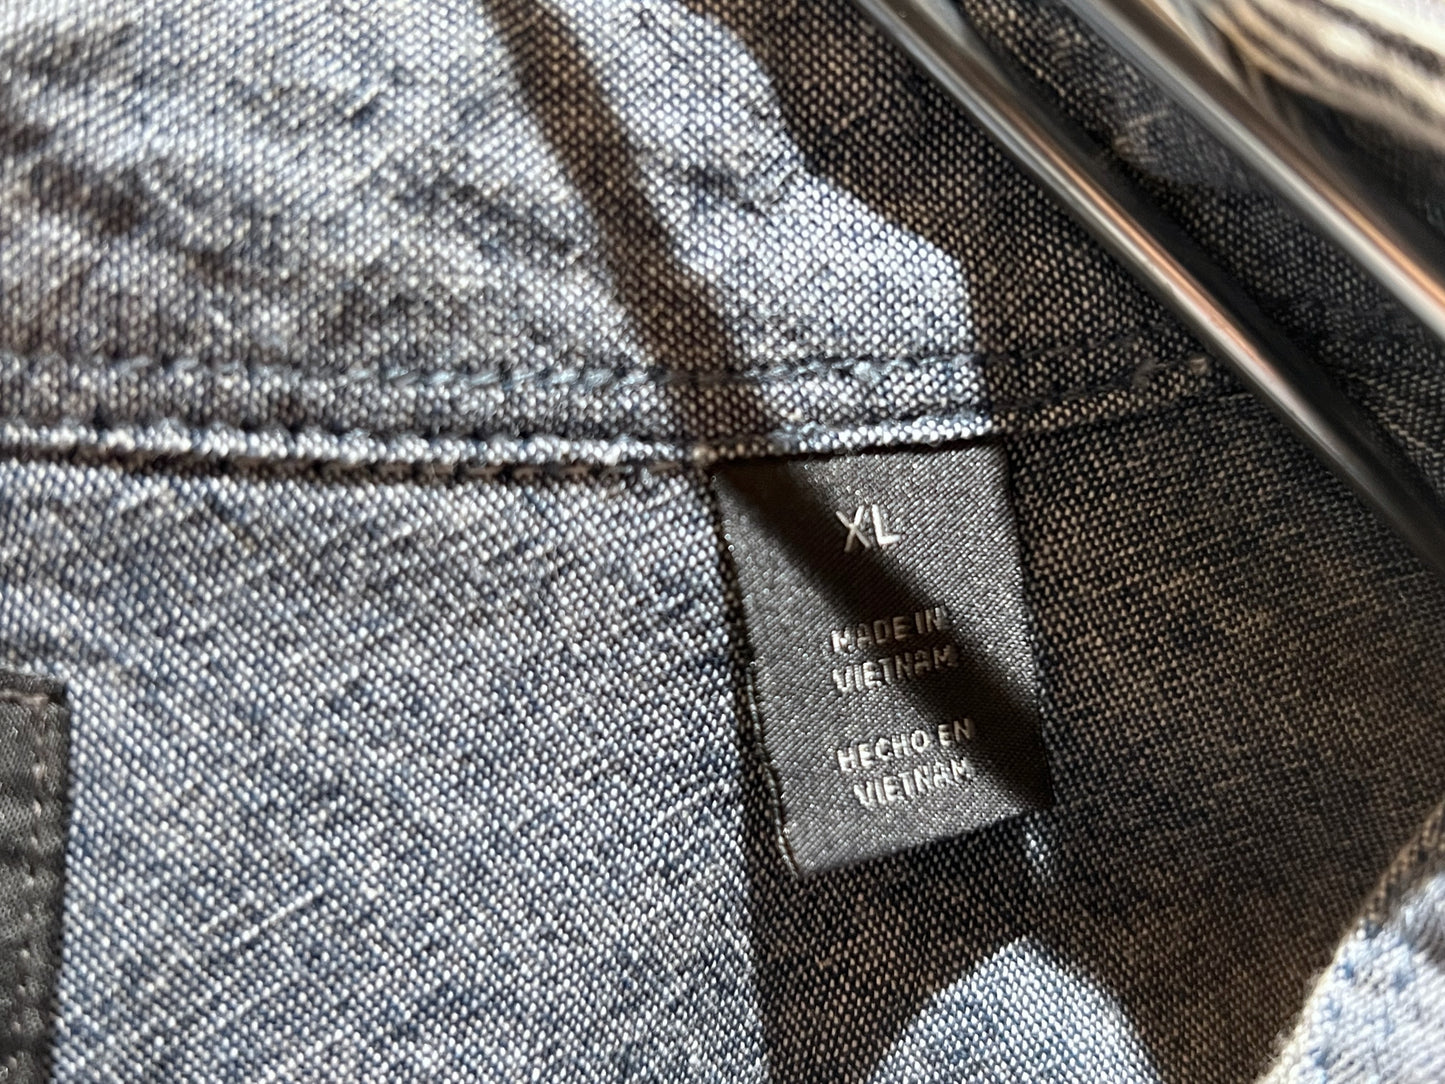 XL
MADE IN
VIETNAM
HECHO EN
VIETNAM